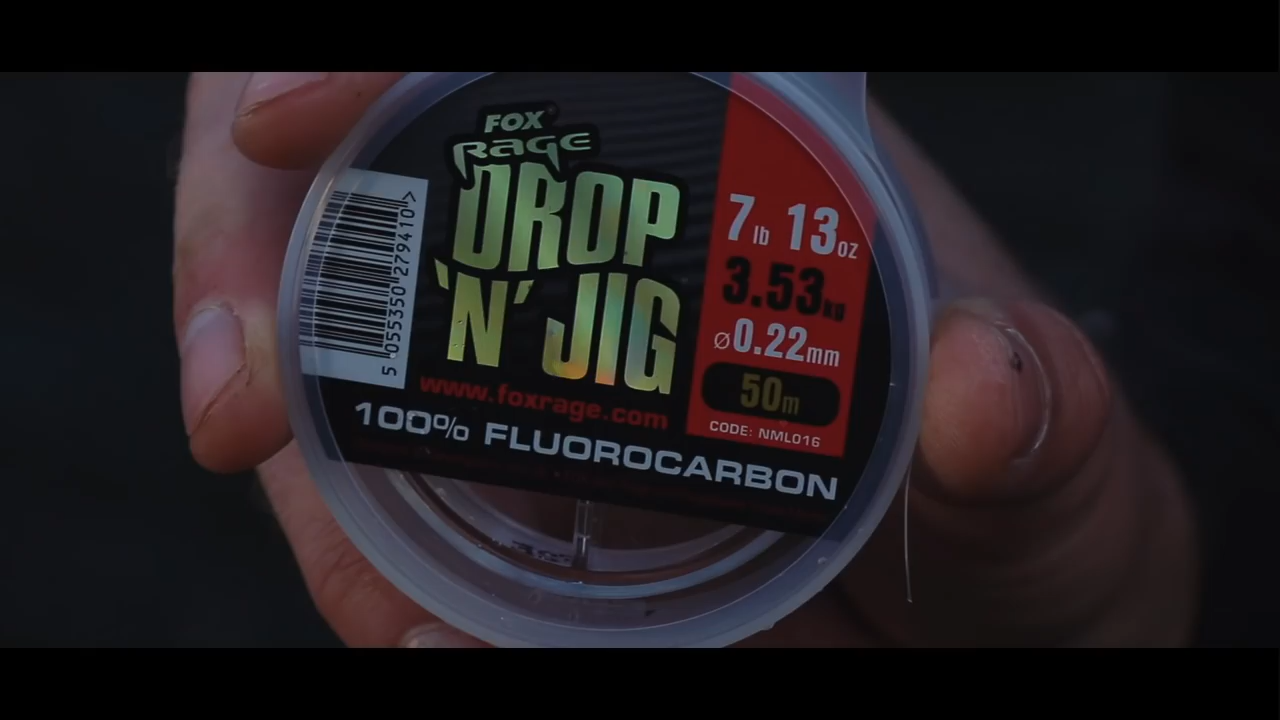 FOX
RAGE
DROP
'N' JIG
www.foxrage.com
100% FLUOROCARBON
7lb 13oz
3.53kg
⌀0.22mm
50m
CODE: NML016
5 055350 279410 >